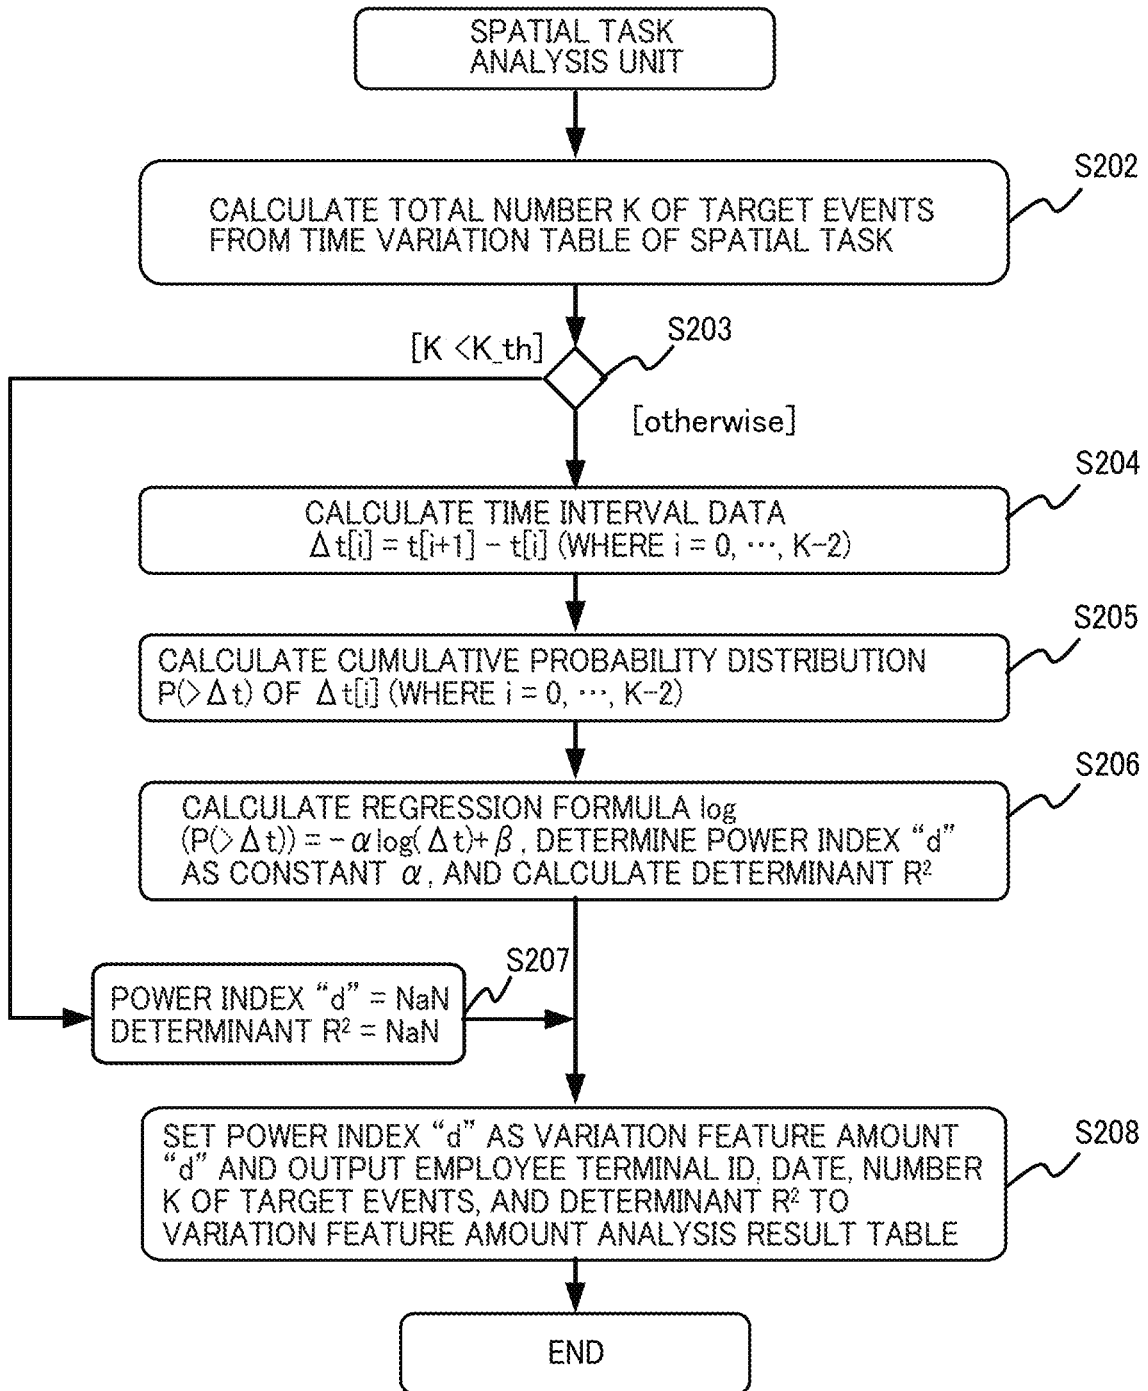 SPATIAL TASK
ANALYSIS UNIT
S202
CALCULATE TOTAL NUMBER K OF TARGET EVENTS
FROM TIME VARIATION TABLE OF SPATIAL TASK
S203
[K <K_th]
[otherwise]
S204
CALCULATE TIME INTERVAL DATA
Δt[i] = t[i+1] - t[i] (WHERE i = 0, ⋯, K-2)
S205
CALCULATE CUMULATIVE PROBABILITY DISTRIBUTION
P(>Δt) OF Δt[i] (WHERE i = 0, ⋯, K-2)
S206
CALCULATE REGRESSION FORMULA log
(P(>Δt)) = -αlog(Δt)+β, DETERMINE POWER INDEX “d”
AS CONSTANT α, AND CALCULATE DETERMINANT R²
S207
POWER INDEX “d” = NaN
DETERMINANT R² = NaN
S208
SET POWER INDEX “d” AS VARIATION FEATURE AMOUNT
“d” AND OUTPUT EMPLOYEE TERMINAL ID, DATE, NUMBER
K OF TARGET EVENTS, AND DETERMINANT R² TO
VARIATION FEATURE AMOUNT ANALYSIS RESULT TABLE
END